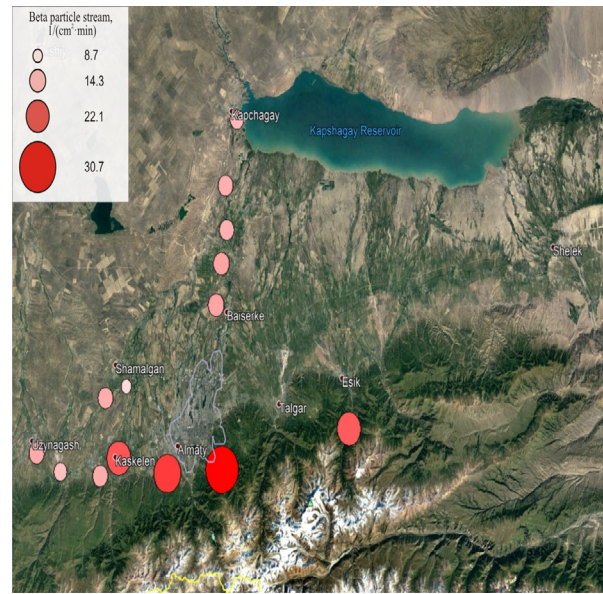 Beta particle stream,
1/(cm²·min)
8.7
14.3
22.1
30.7
Kapchagay
Kapshagay Reservoir
Shelek
Baiserke
Shamalgan
Esik
Talgar
Uzynagash
Almaty
Kaskelen